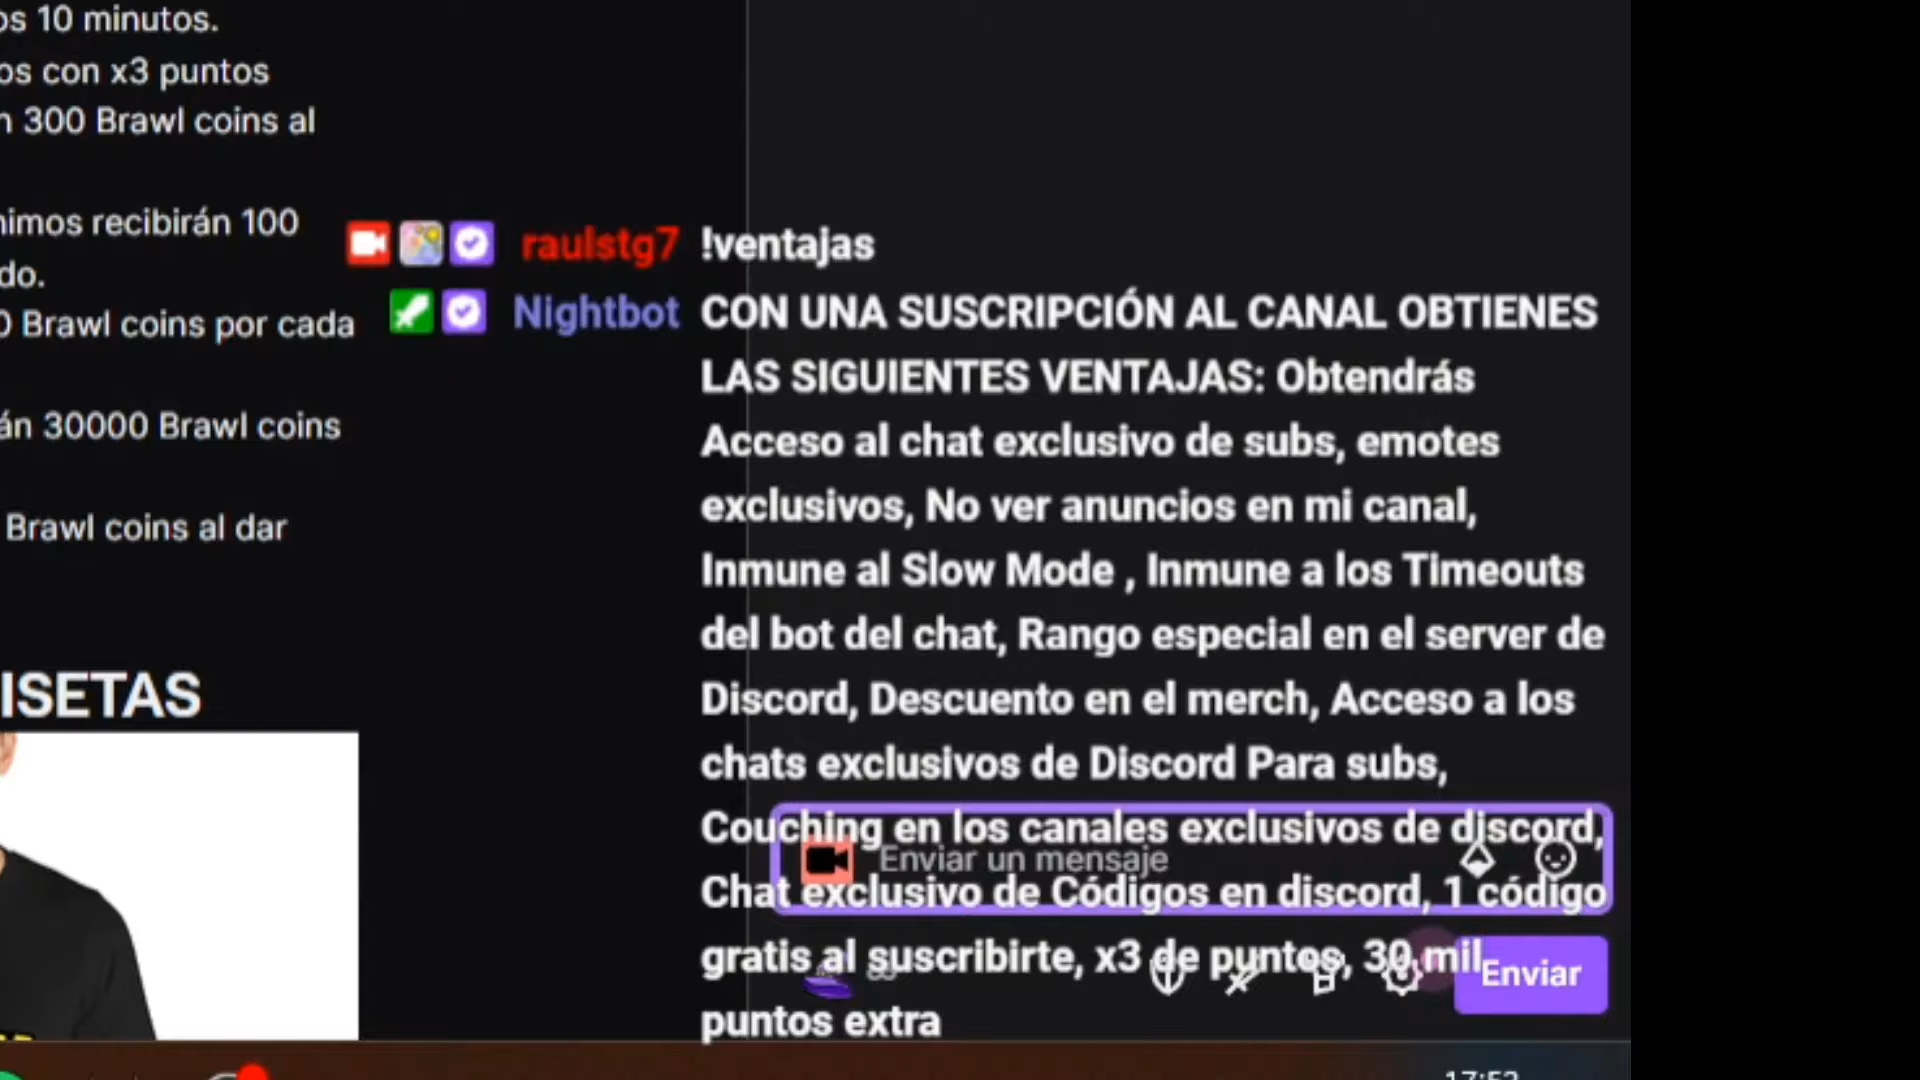 os 10 minutos.
os con x3 puntos
n 300 Brawl coins al
nimos recibirán 100
do.
0 Brawl coins por cada
án 30000 Brawl coins
Brawl coins al dar
ISETAS
raulstg7 !ventajas
Nightbot CON UNA SUSCRIPCIÓN AL CANAL OBTIENES
LAS SIGUIENTES VENTAJAS: Obtendrás
Acceso al chat exclusivo de subs, emotes
exclusivos, No ver anuncios en mi canal,
Inmune al Slow Mode , Inmune a los Timeouts
del bot del chat, Rango especial en el server de
Discord, Descuento en el merch, Acceso a los
chats exclusivos de Discord Para subs,
Couching en los canales exclusivos de discord,
Enviar un mensaje
Chat exclusivo de Códigos en discord, 1 código
gratis al suscribirte, x3 de puntos, 30 mil
Enviar
puntos extra
17:52